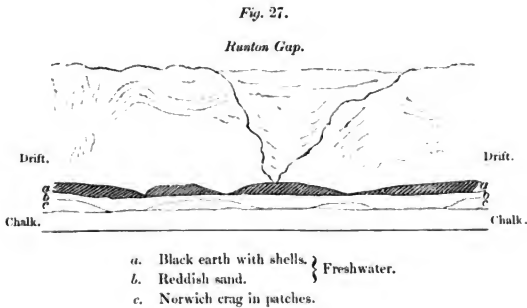 Fig. 27.
Runton Gap.
Drift. Drift.
a a
b b
c c
Chalk. Chalk.
a. Black earth with shells. } Freshwater.
b. Reddish sand.
c. Norwich crag in patches.